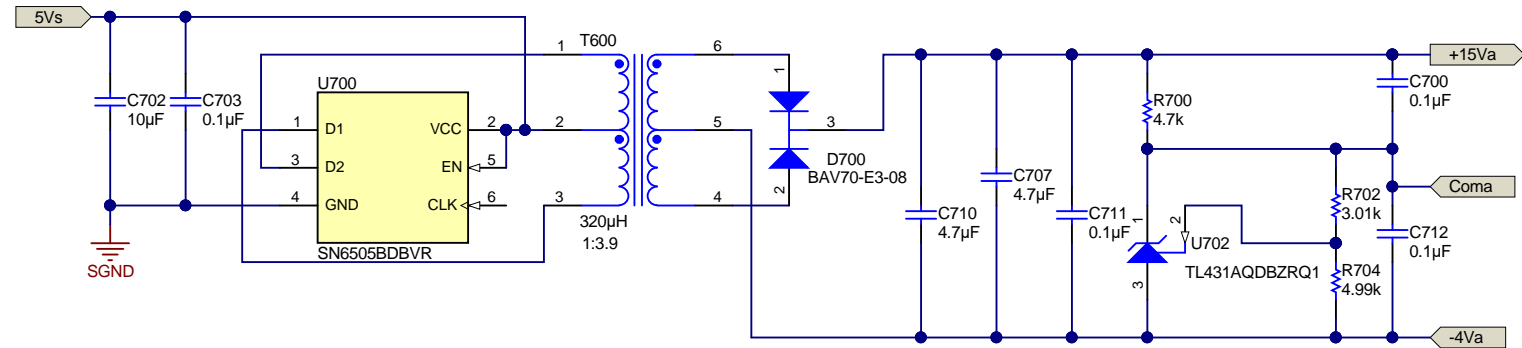 5Vs
C702
10µF
C703
0.1µF
SGND
U700
1
D1
VCC
2
3
D2
EN
5
4
GND
CLK
6
SN6505BDBVR
T600
1
2
3
6
5
4
320µH
1:3.9
1
3
2
D700
BAV70-E3-08
C710
4.7µF
C707
4.7µF
C711
0.1µF
R700
4.7k
1
2
3
U702
TL431AQDBZRQ1
R702
3.01k
R704
4.99k
C700
0.1µF
C712
0.1µF
+15Va
Coma
-4Va